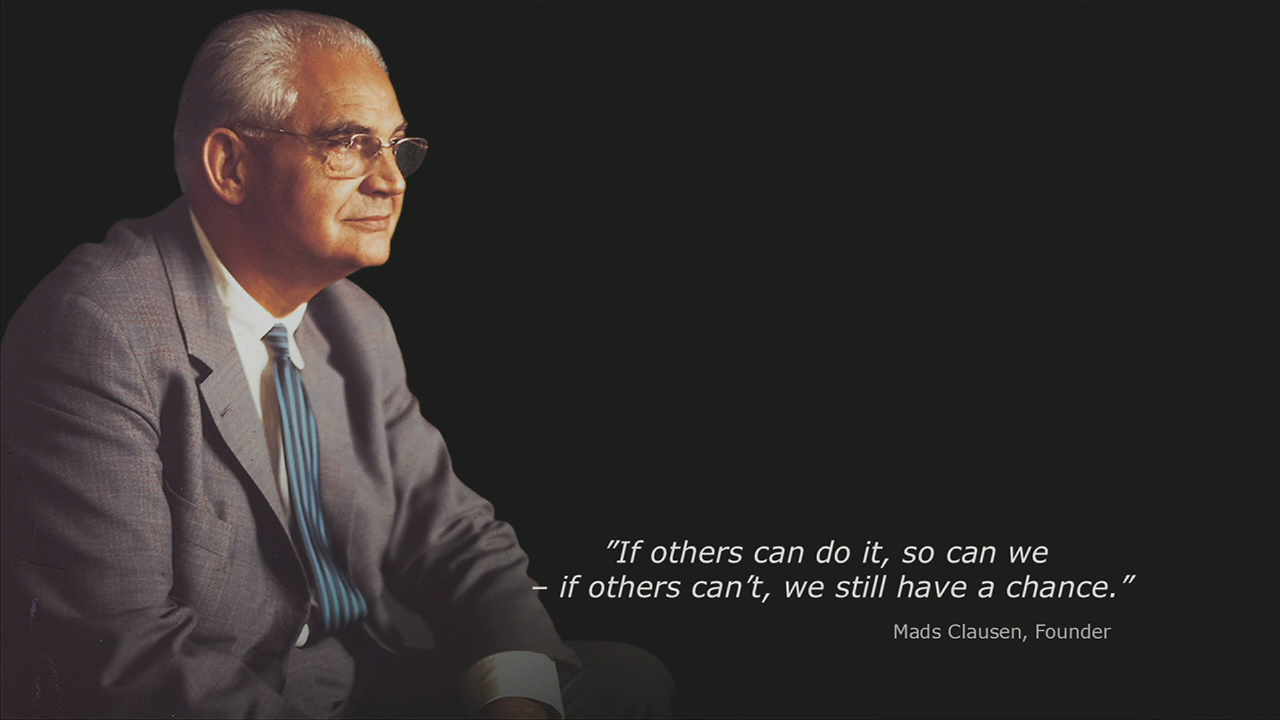 ”If others can do it, so can we
– if others can’t, we still have a chance.”
Mads Clausen, Founder